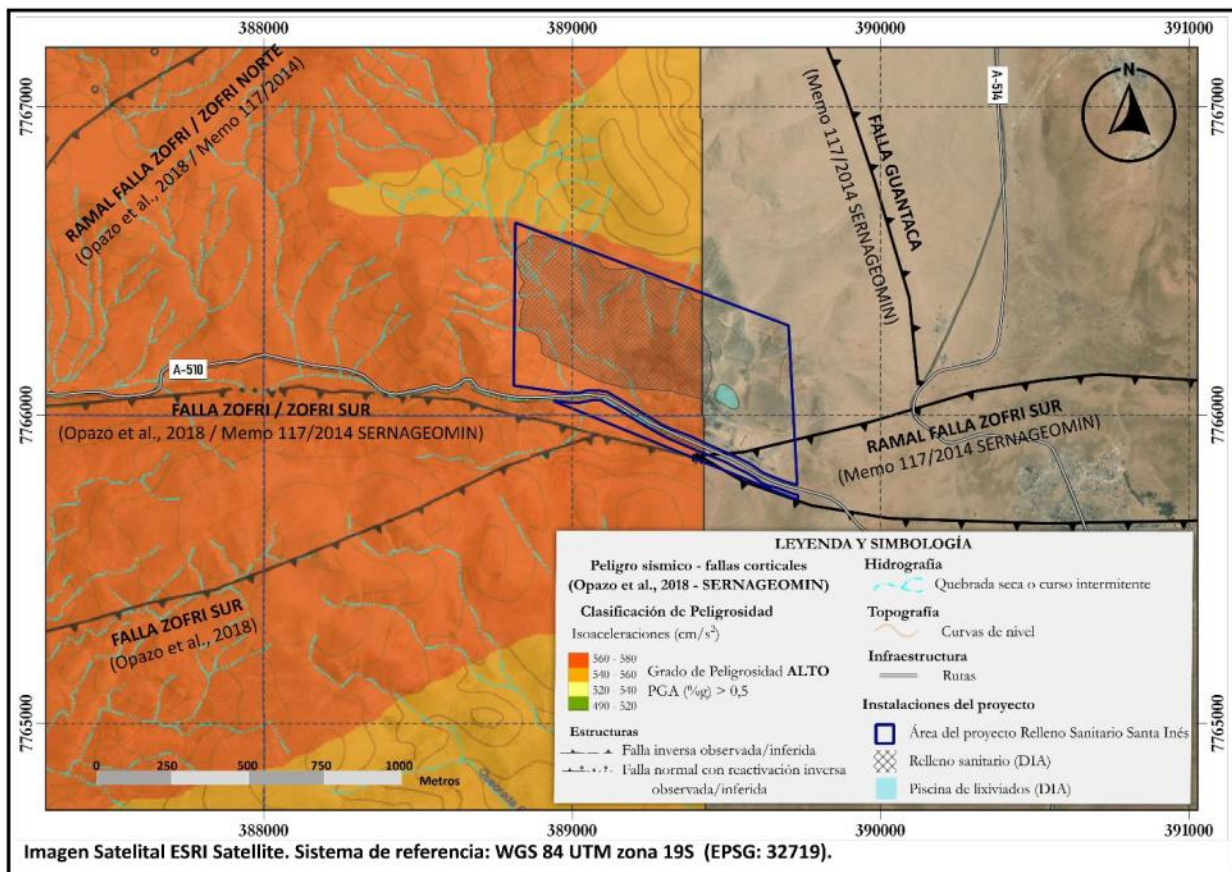 388000
389000
390000
391000
7767000
7767000
7766000
7766000
7765000
7765000
N
A-514
RAMAL FALLA ZOFRI / ZOFRI NORTE
(Opazo et al., 2018 / Memo 117/2014)
FALLA GUANTACA
(Memo 117/2014 SERNAGEOMIN)
A-510
FALLA ZOFRI / ZOFRI SUR
(Opazo et al., 2018 / Memo 117/2014 SERNAGEOMIN)
RAMAL FALLA ZOFRI SUR
(Memo 117/2014 SERNAGEOMIN)
FALLA ZOFRI SUR
(Opazo et al., 2018)
LEYENDA Y SIMBOLOGÍA
Peligro sísmico - fallas corticales
(Opazo et al., 2018 - SERNAGEOMIN)
Clasificación de Peligrosidad
Isoaceleraciones (cm/s²)
560 - 580
540 - 560
520 - 540
490 - 520
Grado de Peligrosidad ALTO
PGA (%g) > 0,5
Estructuras
Falla inversa observada/inferida
Falla normal con reactivación inversa
observada/inferida
Hidrografía
Quebrada seca o curso intermitente
Topografía
Curvas de nivel
Infraestructura
Rutas
Instalaciones del proyecto
Área del proyecto Relleno Sanitario Santa Inés
Relleno sanitario (DIA)
Piscina de lixiviados (DIA)
0 250 500 750 1000
Metros
Quebrada
388000
389000
390000
391000
Imagen Satelital ESRI Satellite. Sistema de referencia: WGS 84 UTM zona 19S (EPSG: 32719).